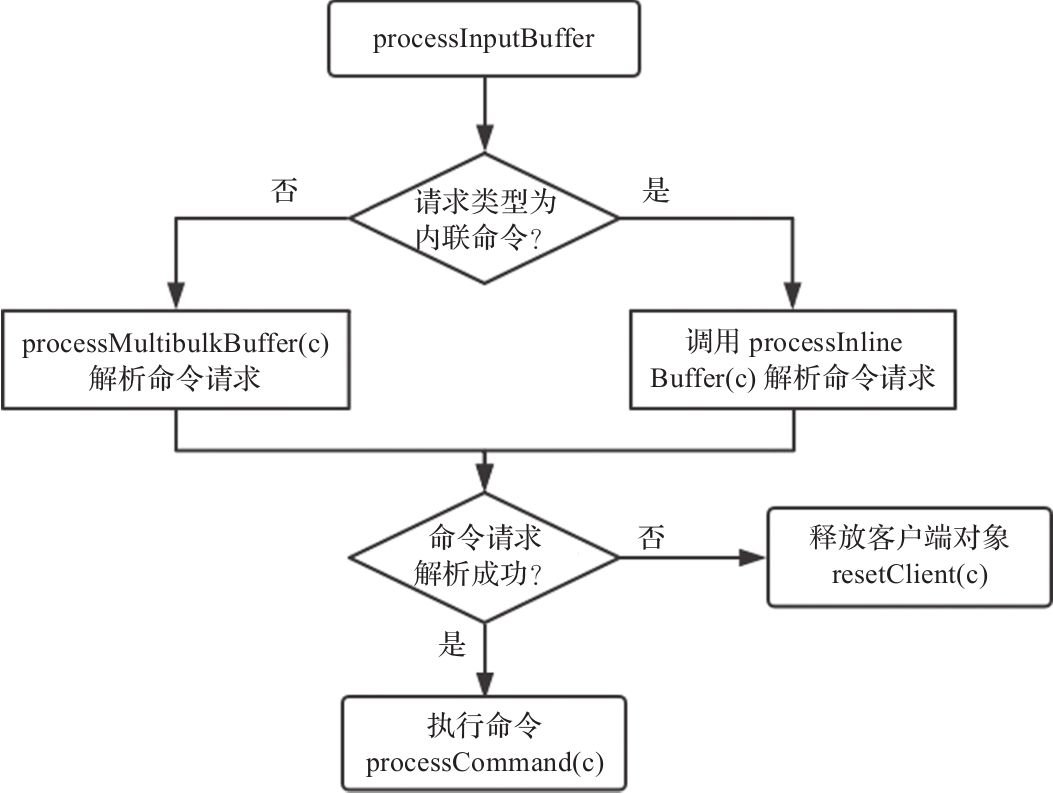 processInputBuffer
否
请求类型为
是
内联命令？
processMultibulkBuffer(c)
解析命令请求
调用 processInline
Buffer(c) 解析命令请求
命令请求
解析成功？
否
释放客户端对象
resetClient(c)
是
执行命令
processCommand(c)